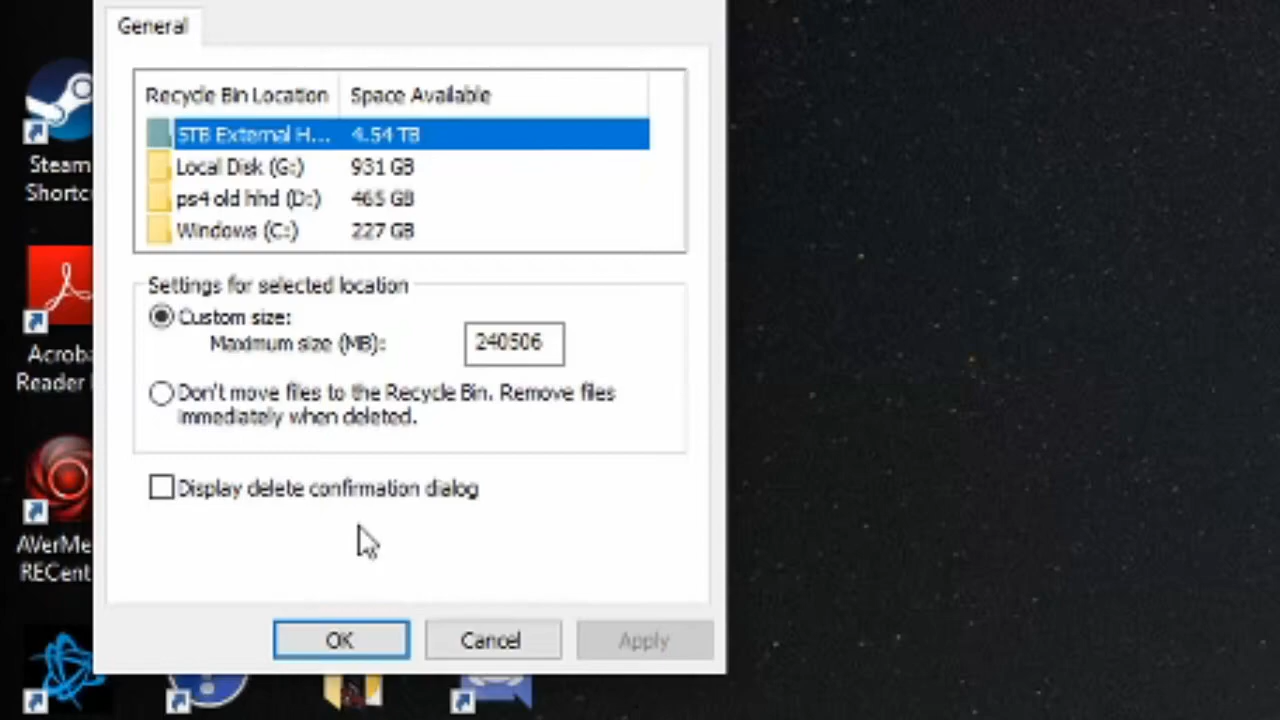 General
Recycle Bin Location Space Available
5TB External H... 4.54 TB
Local Disk (G:) 931 GB
ps4 old hhd (D:) 465 GB
Windows (C:) 227 GB
Settings for selected location
Custom size:
Maximum size (MB): 240506
Don't move files to the Recycle Bin. Remove files
immediately when deleted.
Display delete confirmation dialog
OK Cancel Apply
Steam
Shortc
Acroba
Reader
AVerMe
RECent